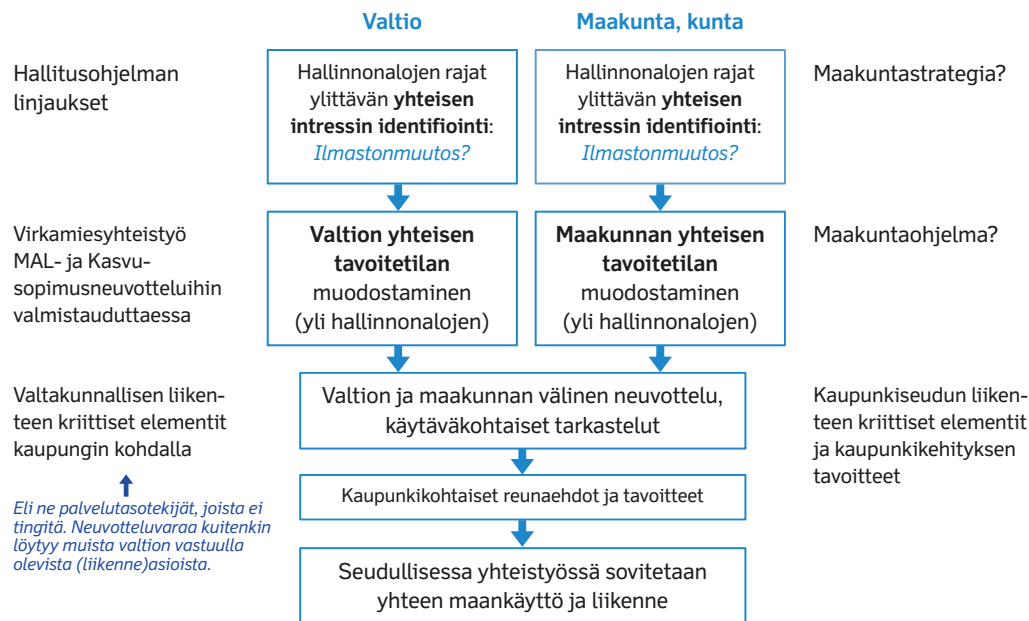 Valtio
Maakunta, kunta
Hallitusohjelman
linjaukset
Hallinnonalojen rajat
ylittävän yhteisen
intressin identifiointi:
Ilmastonmuutos?
Hallinnonalojen rajat
ylittävän yhteisen
intressin identifiointi:
Ilmastonmuutos?
Maakuntastrategia?
Virkamiesyhteistyö
MAL- ja Kasvu-
sopimusneuvotteluihin
valmistauduttaessa
Valtion yhteisen
tavoitetilan
muodostaminen
(yli hallinnonalojen)
Maakunnan yhteisen
tavoitetilan
muodostaminen
(yli hallinnonalojen)
Maakuntaohjelma?
Valtakunnallisen liiken-
teen kriittiset elementit
kaupungin kohdalla
Eli ne palvelutasotekijät, joista ei
tingitä. Neuvotteluvaraa kuitenkin
löytyy muista valtion vastuulla
olevista (liikenne)asioista.
Valtion ja maakunnan välinen neuvottelu,
käytäväkohtaiset tarkastelut
Kaupunkiseudun liiken-
teen kriittiset elementit
ja kaupunkikehityksen
tavoitteet
Kaupunkikohtaiset reunaehdot ja tavoitteet
Seudullisessa yhteistyössä sovitetaan
yhteen maankäyttö ja liikenne